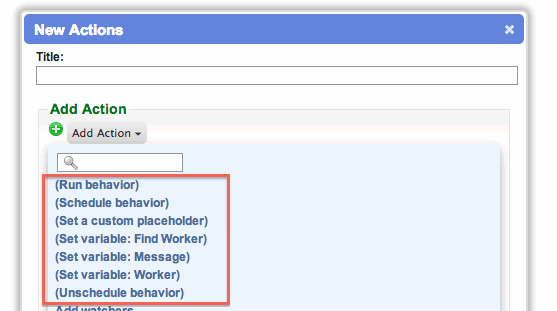 New Actions
Title:
Add Action
Add Action
(Run behavior)
(Schedule behavior)
(Set a custom placeholder)
(Set variable: Find Worker)
(Set variable: Message)
(Set variable: Worker)
(Unschedule behavior)
Add watchers